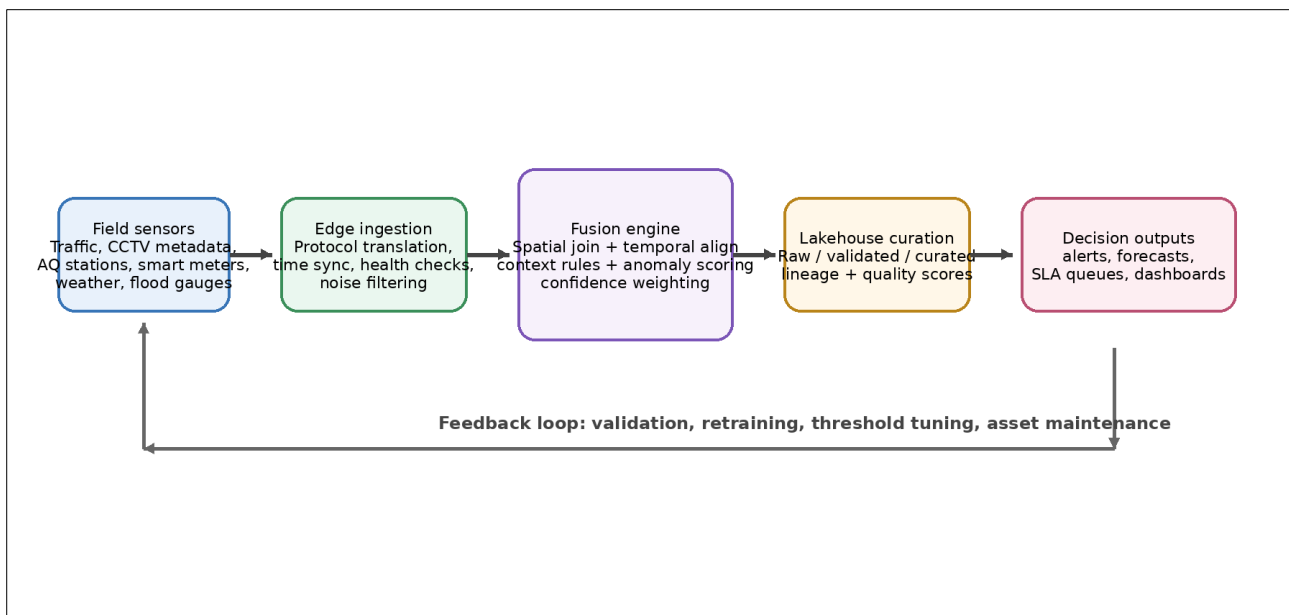 Field sensors
Traffic, CCTV metadata,
AQ stations, smart meters,
weather, flood gauges
Edge ingestion
Protocol translation,
time sync, health checks,
noise filtering
Fusion engine
Spatial join + temporal align
context rules + anomaly scoring
confidence weighting
Lakehouse curation
Raw / validated / curated
lineage + quality scores
Decision outputs
alerts, forecasts,
SLA queues, dashboards
Feedback loop: validation, retraining, threshold tuning, asset maintenance